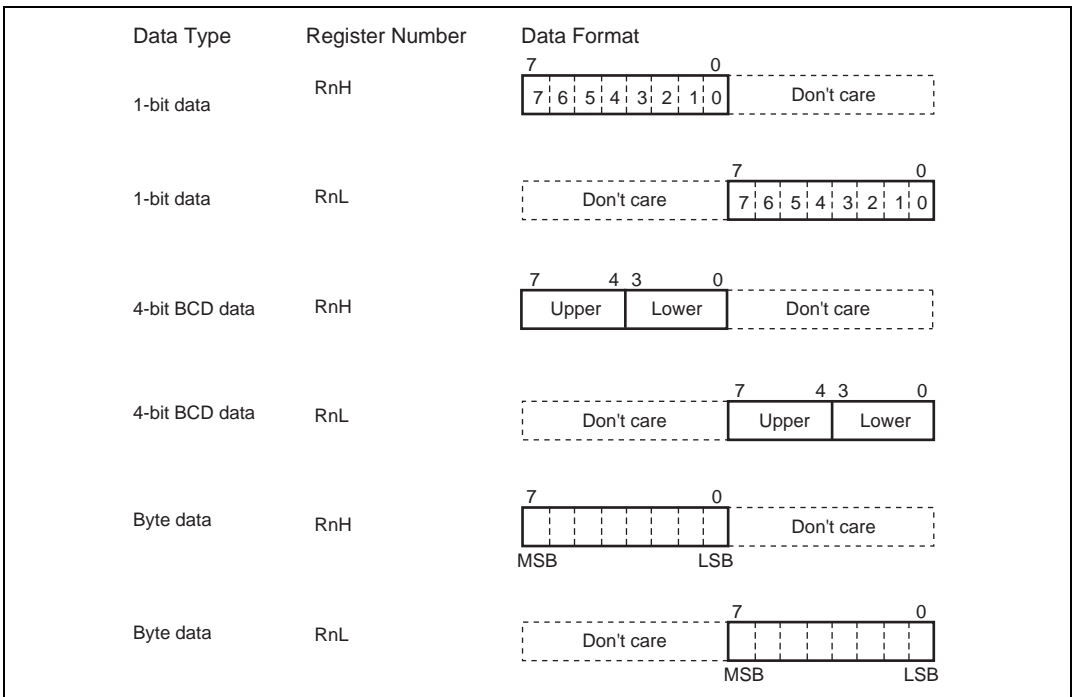 Data Type Register Number Data Format
7 0
1-bit data RnH 7 6 5 4 3 2 1 0 Don't care
7 0
1-bit data RnL Don't care 7 6 5 4 3 2 1 0
7 4 3 0
4-bit BCD data RnH Upper Lower Don't care
7 4 3 0
4-bit BCD data RnL Don't care Upper Lower
7 0
Byte data RnH Don't care
MSB LSB
7 0
Byte data RnL Don't care
MSB LSB